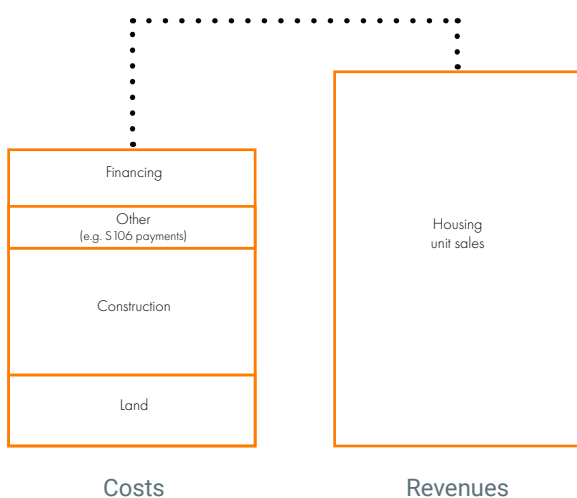 Financing
Other
(e.g. S106 payments)
Construction
Land
Housing
unit sales
Costs
Revenues